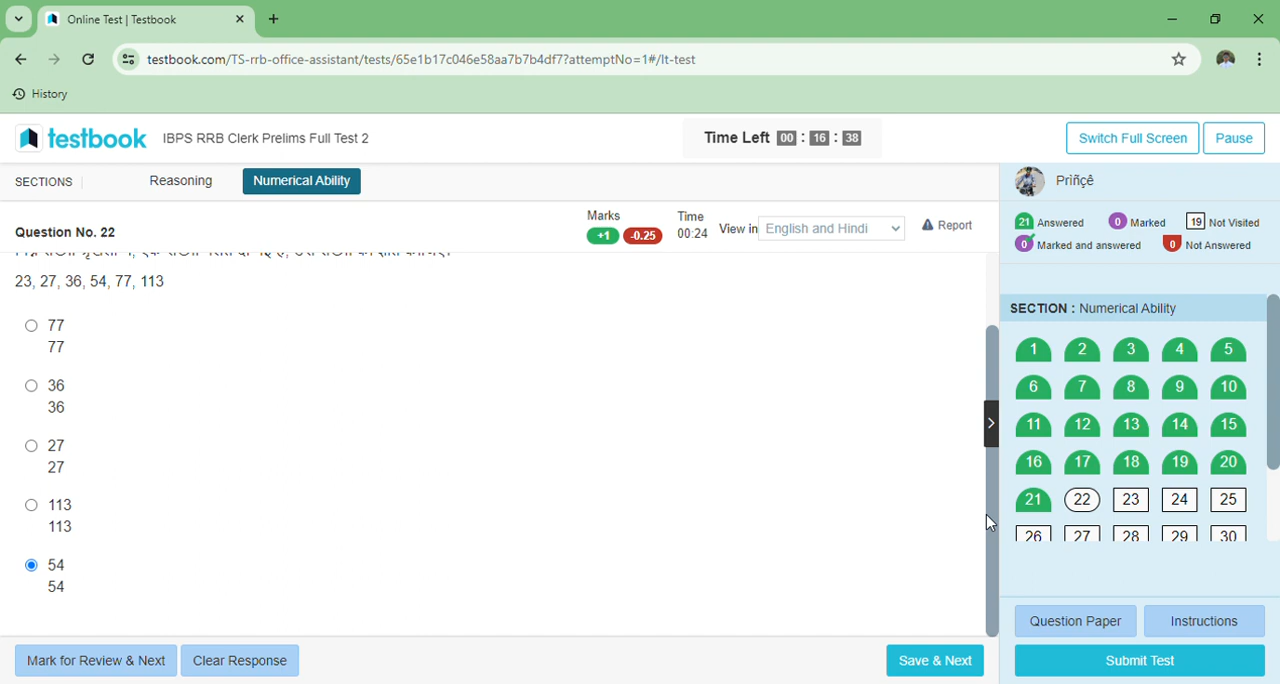 Online Test | Testbook
testbook.com/TS-rrb-office-assistant/tests/65e1b17c046e58aa7b7b4df7?attemptNo=1#/lt-test
History
testbook IBPS RRB Clerk Prelims Full Test 2
Time Left 00 : 16 : 38
Switch Full Screen Pause
SECTIONS Reasoning Numerical Ability
Prìñçê
Question No. 22
Marks
+1 -0.25
Time
00:24
View in English and Hindi
Report
21 Answered 0 Marked 19 Not Visited
0 Marked and answered 0 Not Answered
23, 27, 36, 54, 77, 113
77
77
36
36
27
27
113
113
54
54
SECTION : Numerical Ability
1 2 3 4 5
6 7 8 9 10
11 12 13 14 15
16 17 18 19 20
21 22 23 24 25
26 27 28 29 30
Question Paper Instructions
Mark for Review & Next Clear Response Save & Next Submit Test